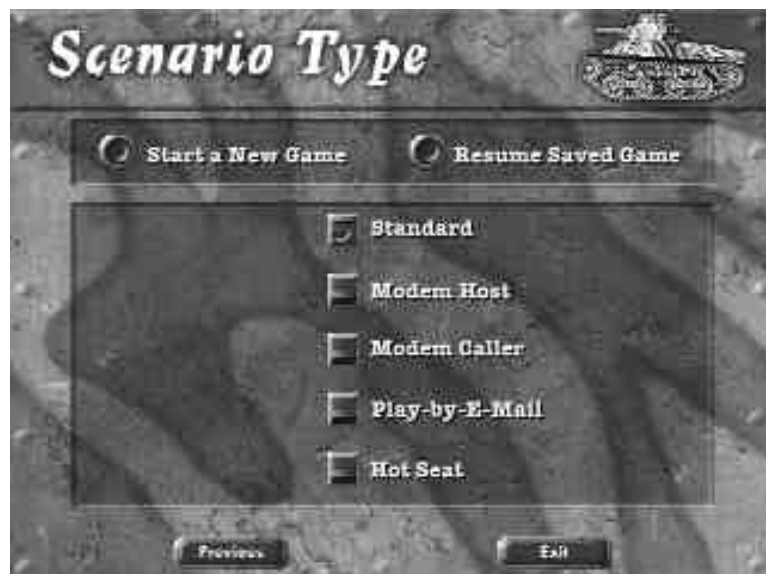 Scenario Type
Start a New Game
Resume Saved Game
Standard
Modem Host
Modem Caller
Play-by-E-Mail
Hot Seat
Previous
Exit